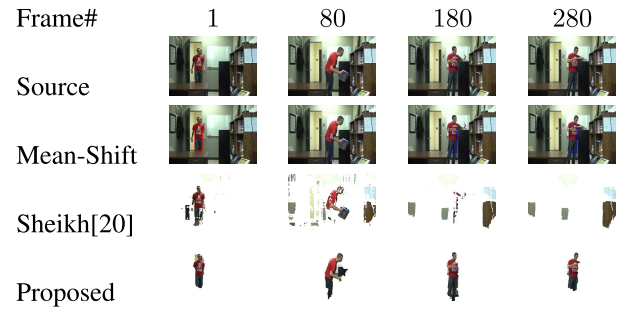 Frame# 1 80 180 280
Source
Mean-Shift
Sheikh[20]
Proposed